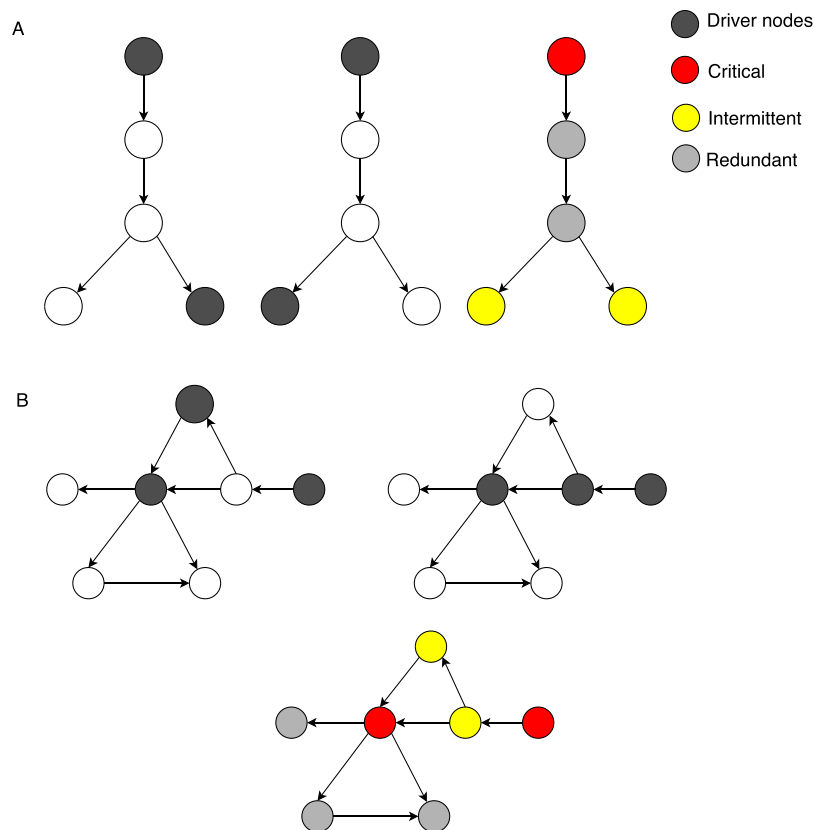 A
Driver nodes
Critical
Intermittent
Redundant
B